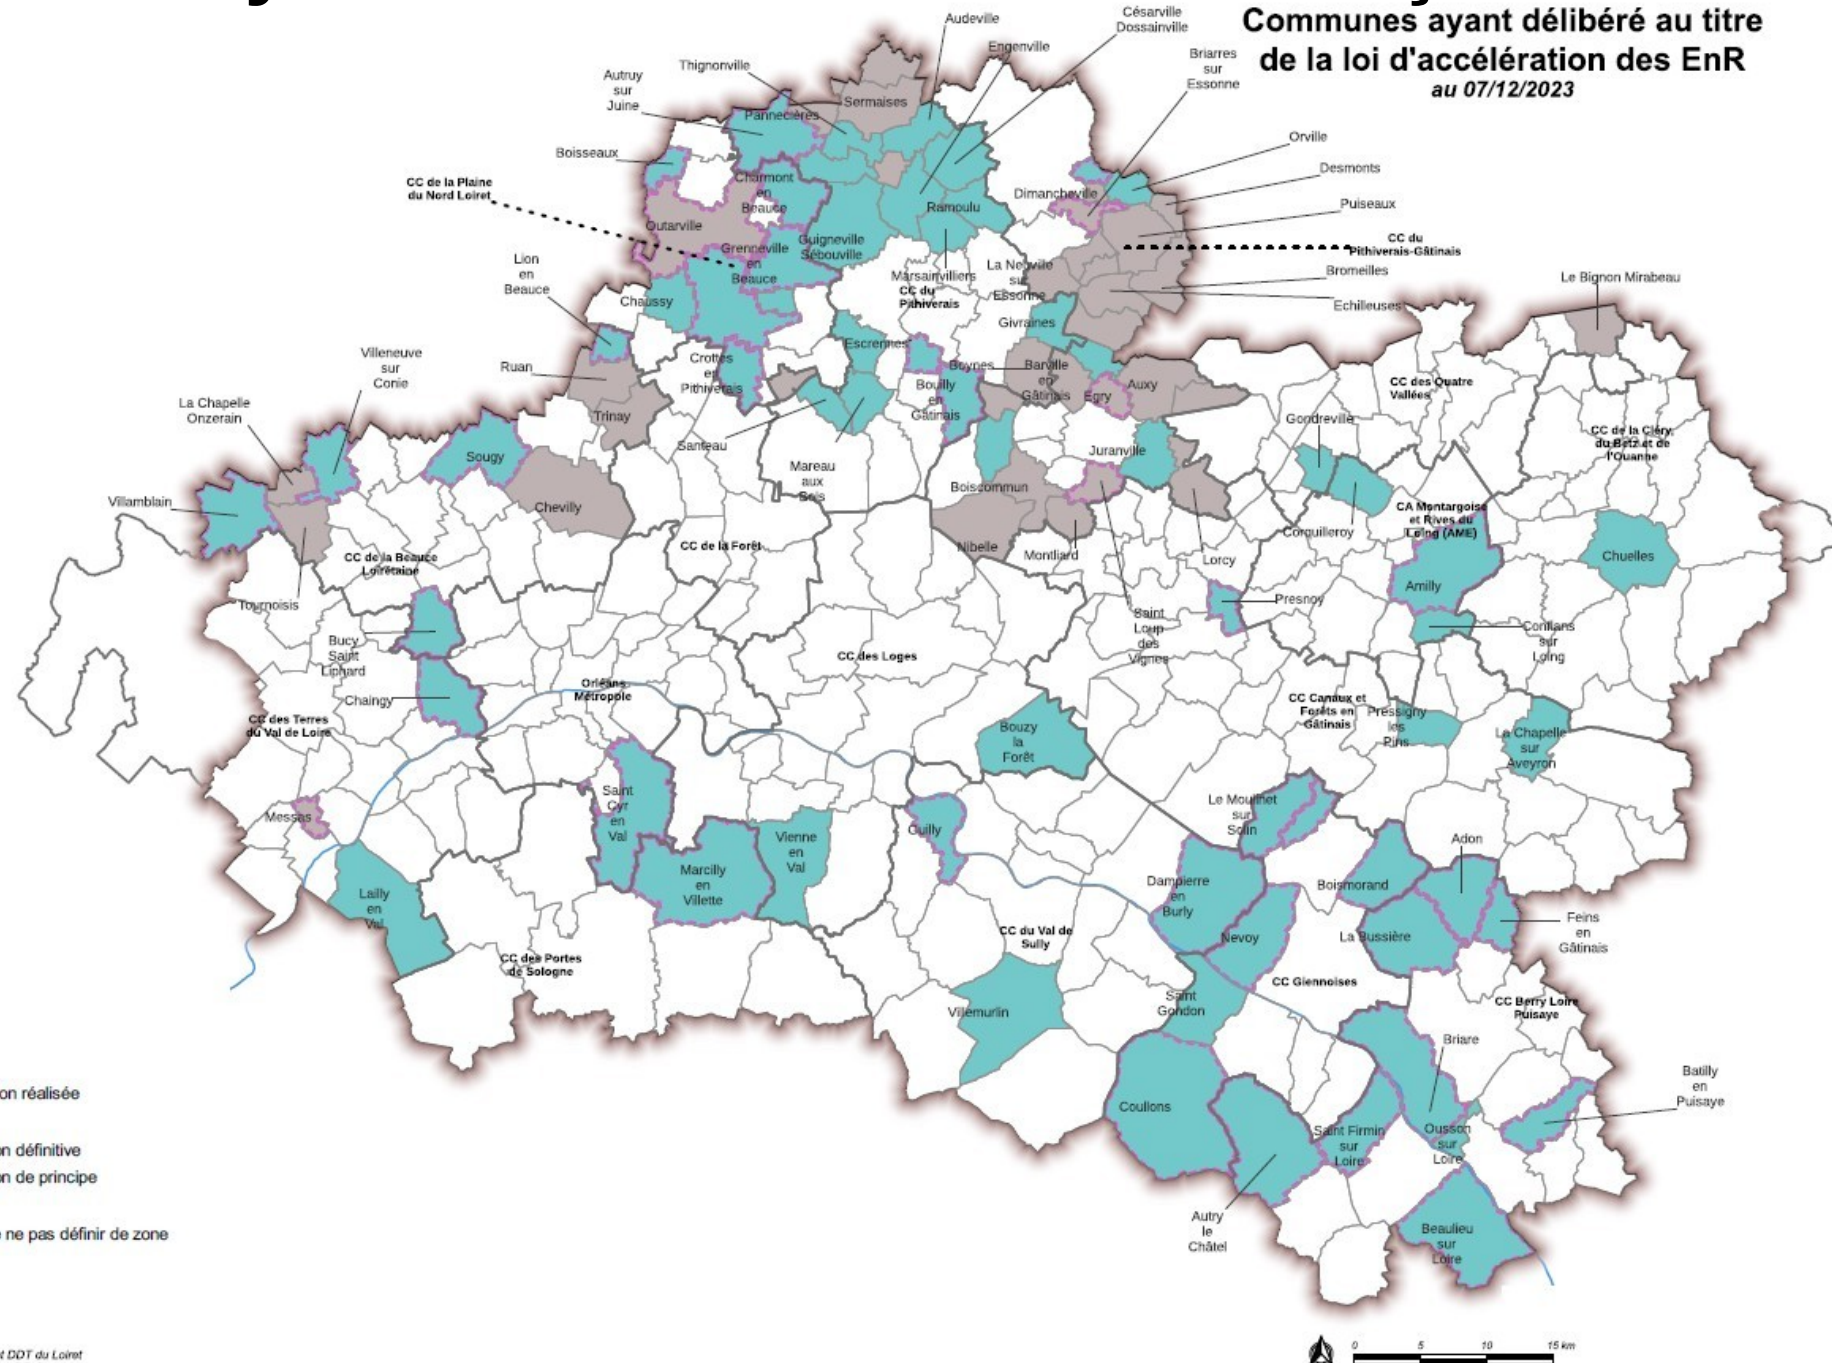 Communes ayant délibéré au titre
de la loi d'accélération des EnR
au 07/12/2023
Audeville
Césarville
Dossainville
Engenville
Thignonville
Briarres
sur
Essonne
Autruy
sur
Juine
Sermaises
Pannecières
Orville
Boisseaux
Desmonts
CC de la Plaine
du Nord Loiret
Charmont
en
Beauce
Dimancheville
Puiseaux
Ramoulu
Outarville
Guigneville
Sébouville
CC du
Pithiverais-Gâtinais
Grenneville
en
Beauce
Lion
en
Beauce
Marsainvilliers
La Neuville
sur
Essonne
Bromeilles
Le Bignon Mirabeau
CC du
Pithiverais
Chaussy
Echilleuses
Givraines
Escrennes
Villeneuve
sur
Conie
Ruan
Crottes
en
Pithiverais
Boynes
Barville
en
Gâtinais
Auxy
CC des Quatre
Vallées
Bouilly
en
Gâtinais
Egry
La Chapelle
Onzerain
Trinay
Gondreville
CC de la Cléry,
du Betz et de
l'Ouanne
Santeau
Juranville
Sougy
Mareau
aux
Bois
Boiscommun
Villamblain
Chevilly
CA Montargoise
et Rives du
Loing (AME)
Corquilleroy
CC de la Forêt
Nibelle
Montliard
Lorcy
Chuelles
CC de la Beauce
Loirétaine
Amilly
Tournoisis
Presnoy
Saint
Loup
des
Vignes
Conflans
sur
Loing
Bucy
Saint
Liphard
CC des Loges
Orléans
Métropole
Chaingy
CC Canaux et
Forêts en
Gâtinais
Pressigny
les
Pins
CC des Terres
du Val de Loire
Bouzy
la
Forêt
La Chapelle
sur
Aveyron
Saint
Cyr
en
Val
Le Moulinet
sur
Solin
Messas
Guilly
Vienne
en
Val
Adon
Marcilly
en
Villette
Dampierre
en
Burly
Boismorand
Lailly
en
Val
Feins
en
Gâtinais
CC du Val de
Sully
Nevoy
La Bussière
CC des Portes
de Sologne
CC Giennoises
Saint
Gondon
CC Berry Loire
Puisaye
Villemurlin
Briare
Batilly
en
Puisaye
on réalisée
Coullons
Saint Firmin
sur
Loire
Ousson
sur
Loire
n définitive
n de principe
Autry
le
Châtel
Beaulieu
sur
Loire
ne pas définir de zone
t DDT du Loiret
0 5 10 15 km